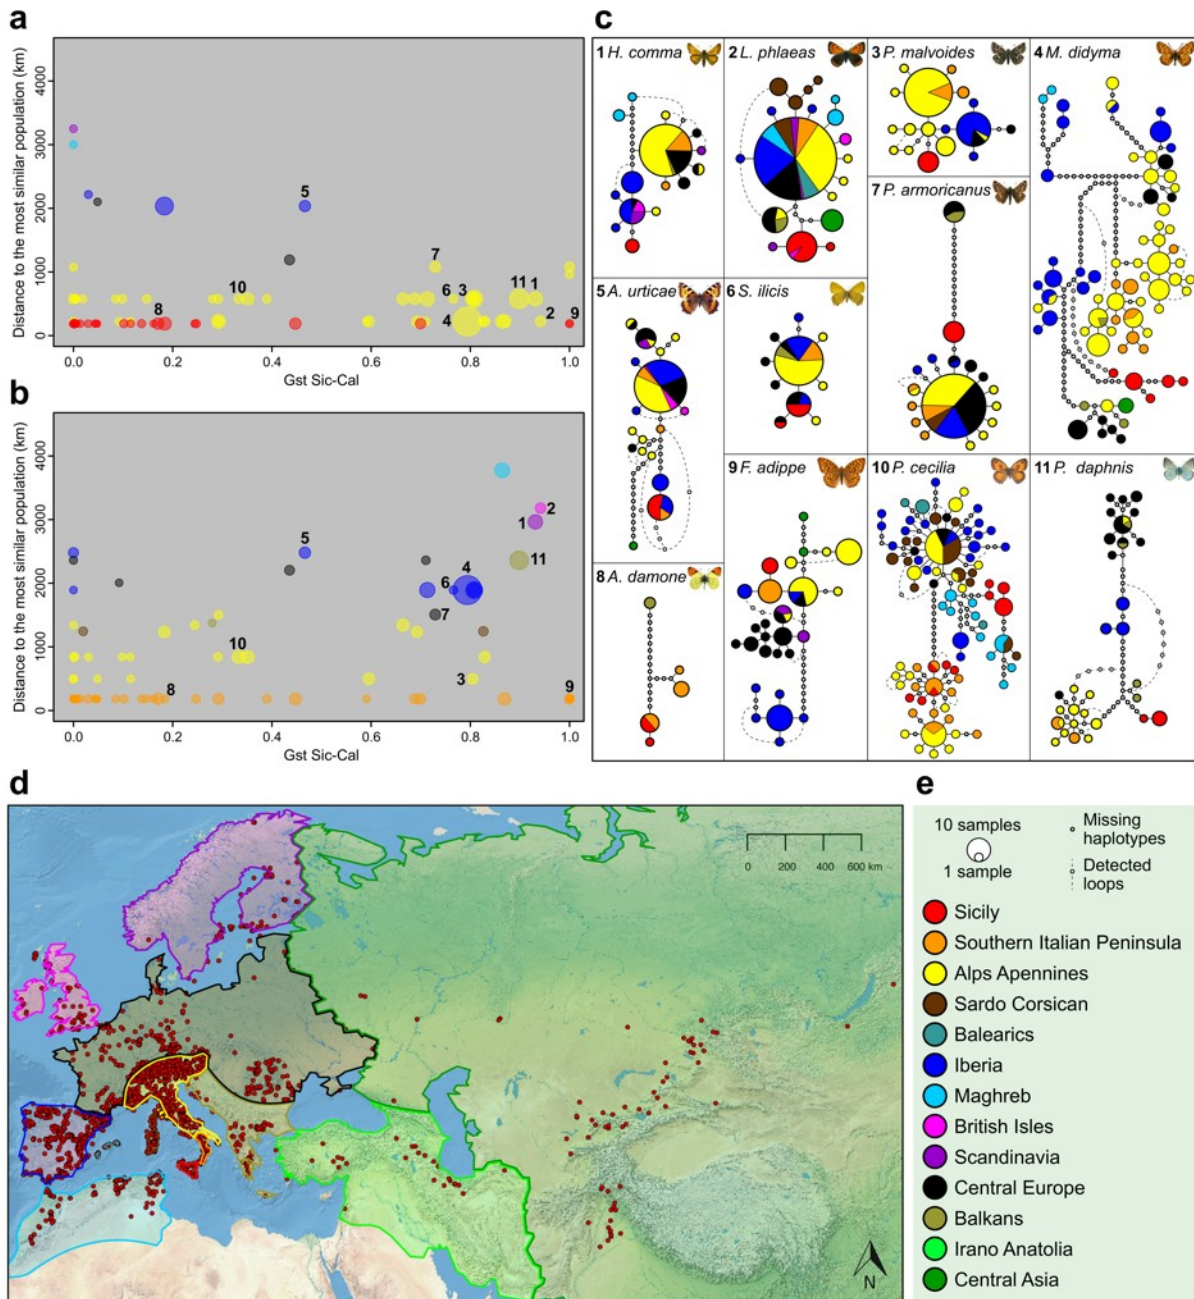 a
Distance to the most similar population (km)
4000
3000
2000
1000
0
0.0 0.2 0.4 0.6 0.8 1.0
Gst Sic-Cal
5
7
10
6 3
11 1
8
4
2
9
b
Distance to the most similar population (km)
4000
3000
2000
1000
0
0.0 0.2 0.4 0.6 0.8 1.0
Gst Sic-Cal
2
1
5
11
4
6
7
10
3
8
9
c
1 H. comma
2 L. phlaeas
3 P. malvoides
4 M. didyma
7 P. armoricanus
5 A. urticae
6 S. ilicis
9 F. adippe
10 P. cecilia
11 P. daphnis
8 A. damone
d
0 200 400 600 km
N
e
10 samples
1 sample
Missing
haplotypes
Detected
loops
Sicily
Southern Italian Peninsula
Alps Apennines
Sardo Corsican
Balearics
Iberia
Maghreb
British Isles
Scandinavia
Central Europe
Balkans
Irano Anatolia
Central Asia